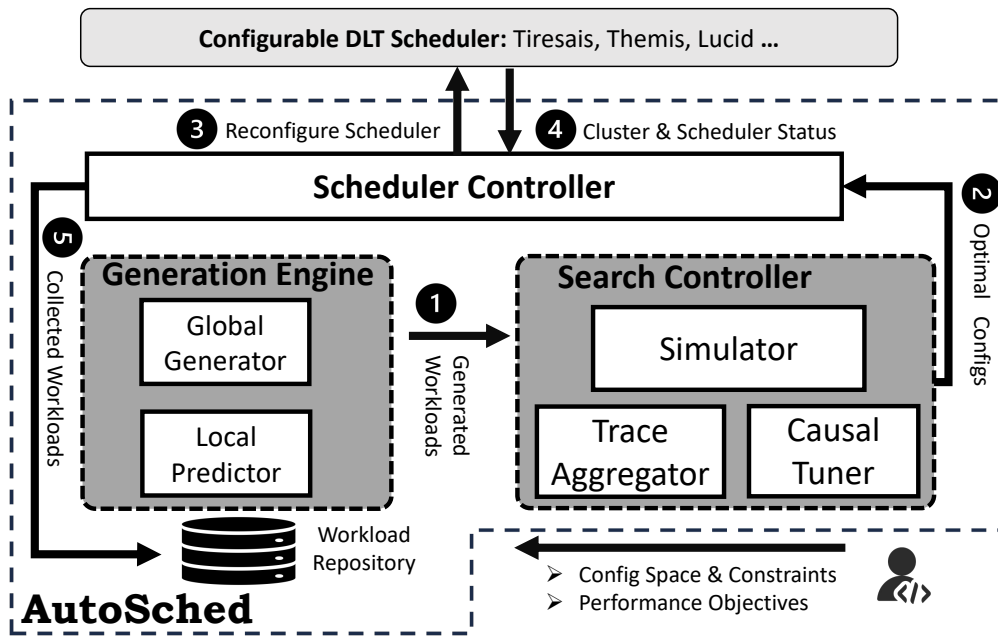 Configurable DLT Scheduler: Tiresais, Themis, Lucid ...
3 Reconfigure Scheduler
4 Cluster & Scheduler Status
Scheduler Controller
2
Optimal Configs
5
Collected Workloads
Generation Engine
Global
Generator
Local
Predictor
1
Generated
Workloads
Search Controller
Simulator
Trace
Aggregator
Causal
Tuner
Workload
Repository
➢ Config Space & Constraints
➢ Performance Objectives
</>
AutoSched